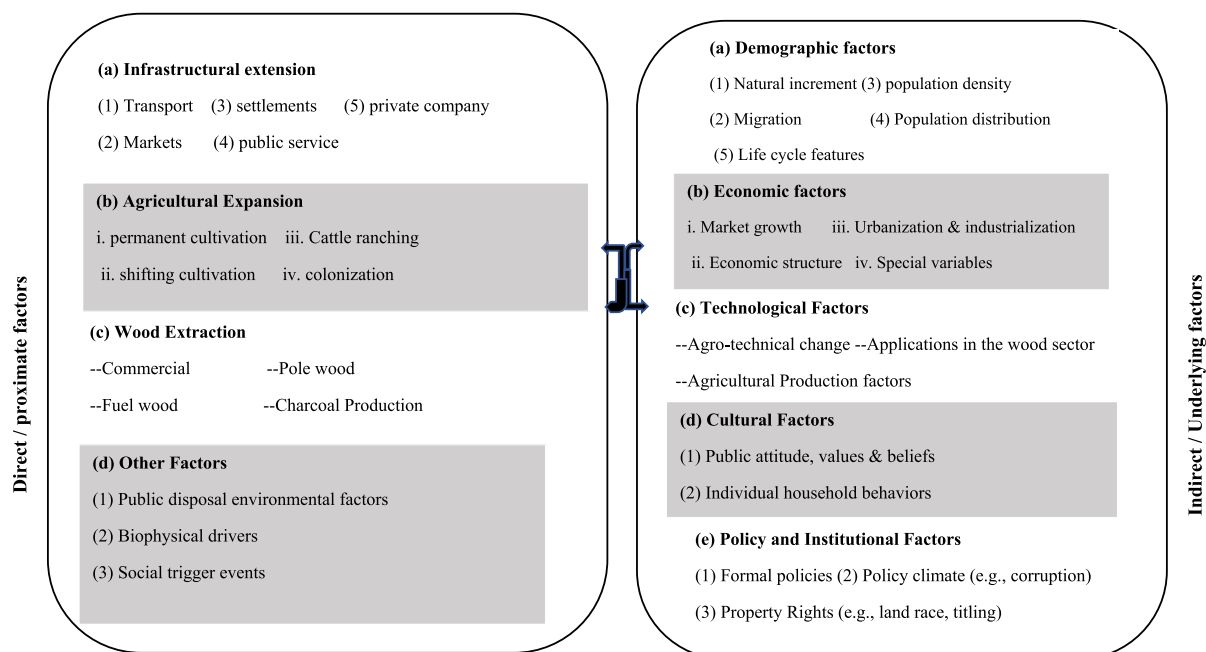 Direct / proximate factors
(a) Infrastructural extension
(1) Transport (3) settlements (5) private company
(2) Markets (4) public service
(b) Agricultural Expansion
i. permanent cultivation iii. Cattle ranching
ii. shifting cultivation iv. colonization
(c) Wood Extraction
--Commercial --Pole wood
--Fuel wood --Charcoal Production
(d) Other Factors
(1) Public disposal environmental factors
(2) Biophysical drivers
(3) Social trigger events
(a) Demographic factors
(1) Natural increment (3) population density
(2) Migration (4) Population distribution
(5) Life cycle features
(b) Economic factors
i. Market growth iii. Urbanization & industrialization
ii. Economic structure iv. Special variables
(c) Technological Factors
--Agro-technical change --Applications in the wood sector
--Agricultural Production factors
(d) Cultural Factors
(1) Public attitude, values & beliefs
(2) Individual household behaviors
(e) Policy and Institutional Factors
(1) Formal policies (2) Policy climate (e.g., corruption)
(3) Property Rights (e.g., land race, titling)
Indirect / Underlying factors